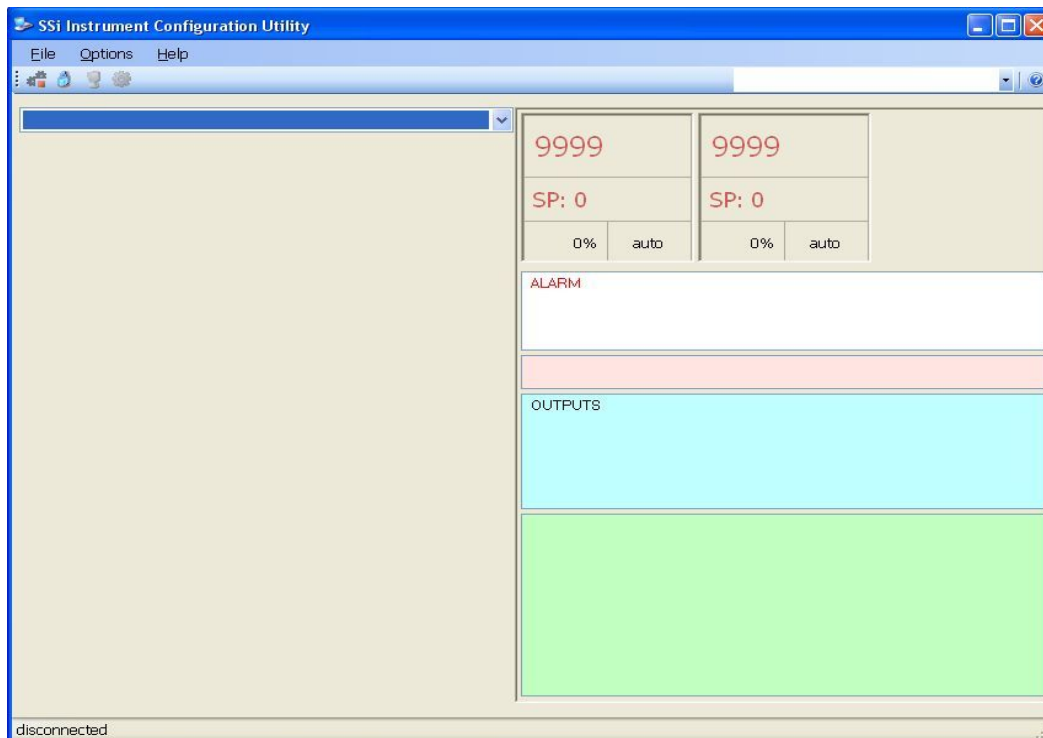 SSi Instrument Configuration Utility
File Options Help
9999 9999
SP: 0 SP: 0
0% auto 0% auto
ALARM
OUTPUTS
disconnected